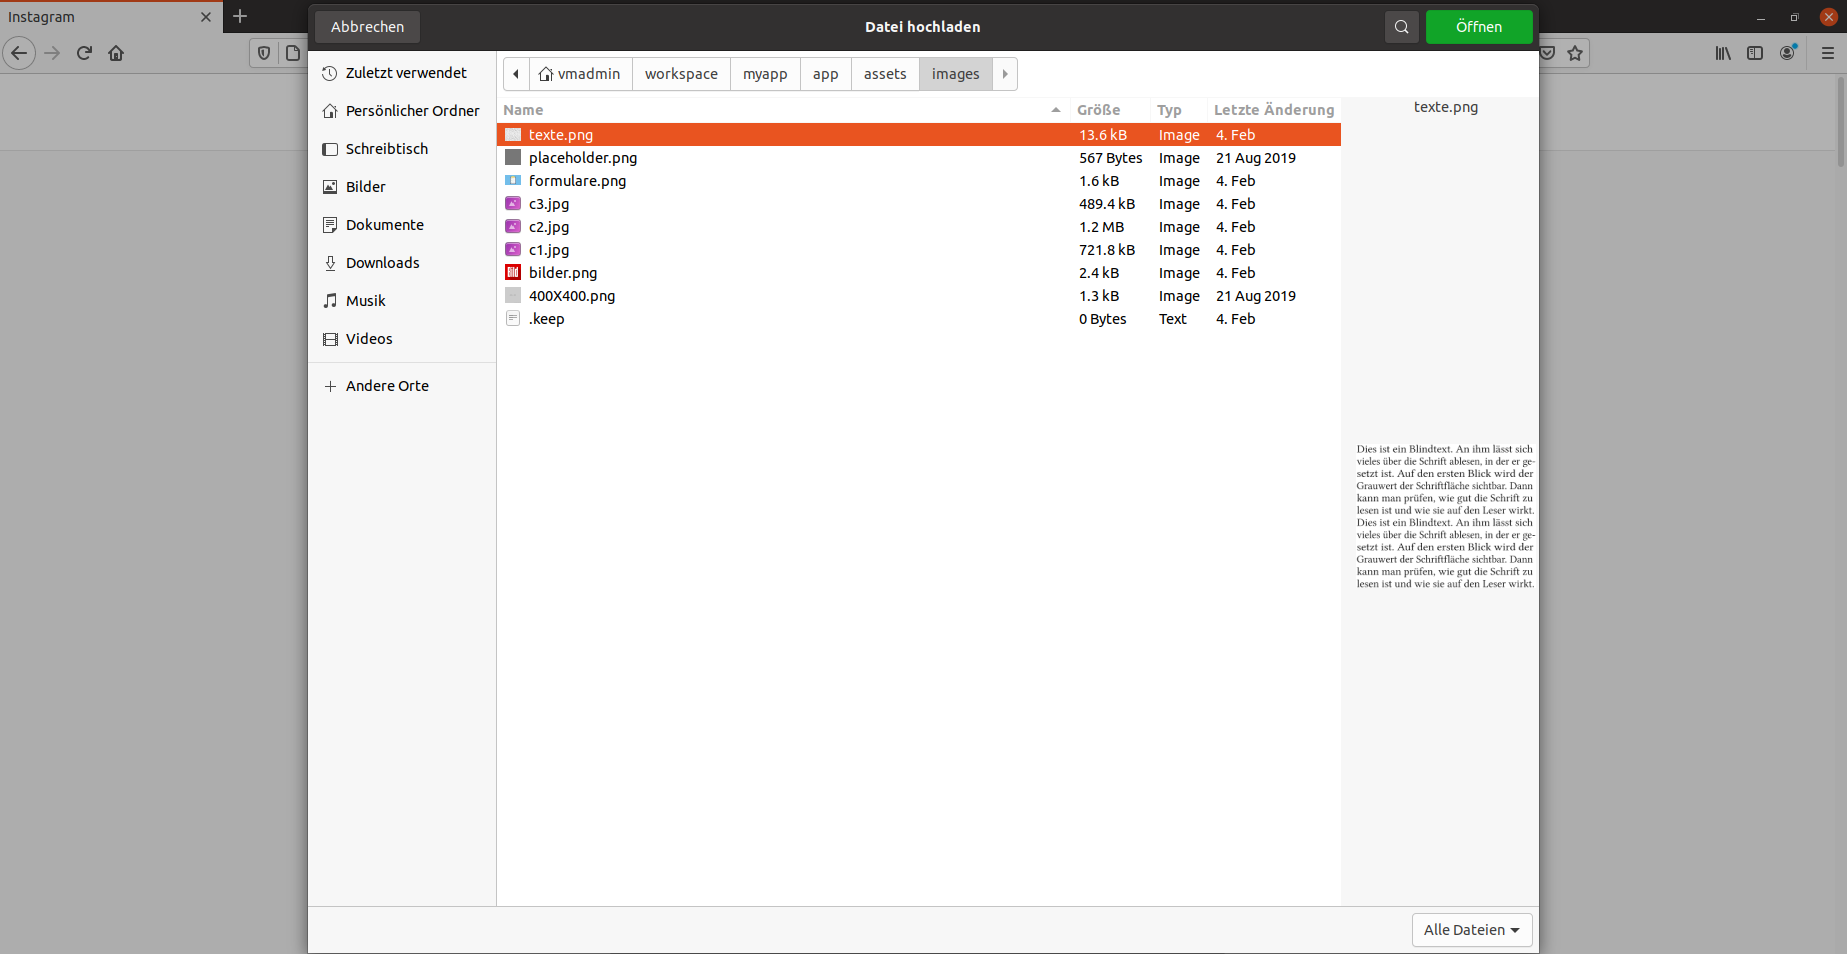 Instagram
Abbrechen
Datei hochladen
Öffnen
Zuletzt verwendet
Persönlicher Ordner
Schreibtisch
Bilder
Dokumente
Downloads
Musik
Videos
Andere Orte
vmadmin workspace myapp app assets images
Name Größe Typ Letzte Änderung
texte.png 13.6 kB Image 4. Feb
placeholder.png 567 Bytes Image 21 Aug 2019
formulare.png 1.6 kB Image 4. Feb
c3.jpg 489.4 kB Image 4. Feb
c2.jpg 1.2 MB Image 4. Feb
c1.jpg 721.8 kB Image 4. Feb
Bild bilder.png 2.4 kB Image 4. Feb
400X400.png 1.3 kB Image 21 Aug 2019
.keep 0 Bytes Text 4. Feb
texte.png
Dies ist ein Blindtext. An ihm lässt sich
vieles über die Schrift ablesen, in der er ge-
setzt ist. Auf den ersten Blick wird der
Grauwert der Schriftfläche sichtbar. Dann
kann man prüfen, wie gut die Schrift zu
lesen ist und wie sie auf den Leser wirkt.
Dies ist ein Blindtext. An ihm lässt sich
vieles über die Schrift ablesen, in der er ge-
setzt ist. Auf den ersten Blick wird der
Grauwert der Schriftfläche sichtbar. Dann
kann man prüfen, wie gut die Schrift zu
lesen ist und wie sie auf den Leser wirkt.
Alle Dateien